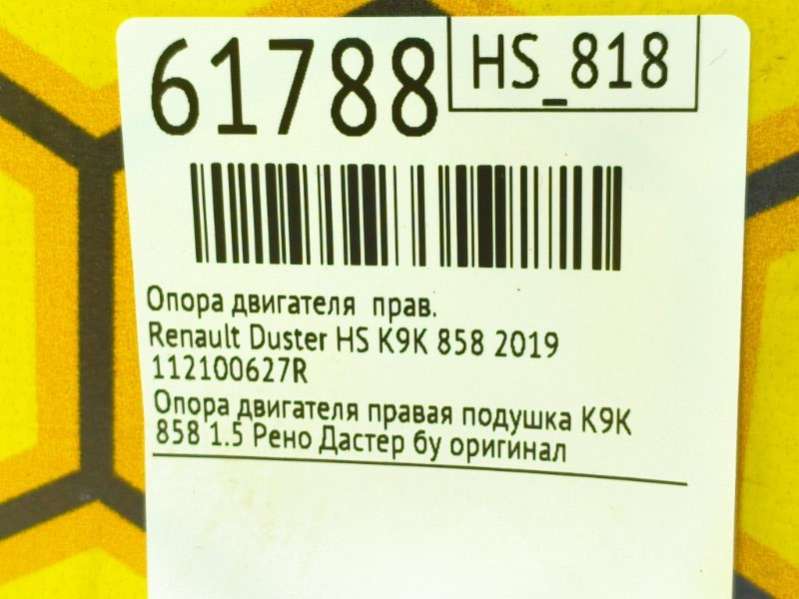 61788
HS_818
Опора двигателя прав.
Renault Duster HS K9K 858 2019
112100627R
Опора двигателя правая подушка K9K
858 1.5 Рено Дастер бу оригинал